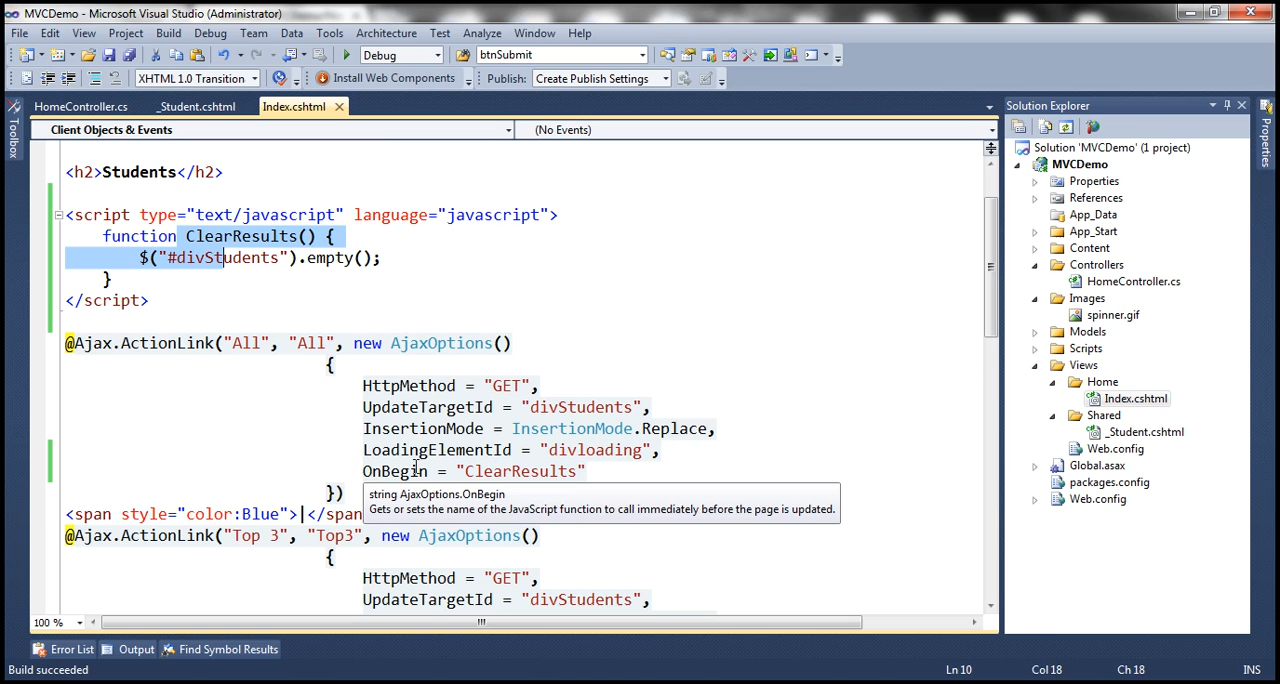 MVCDemo - Microsoft Visual Studio (Administrator)
File Edit View Project Build Debug Team Data Tools Architecture Test Analyze Window Help
Debug btnSubmit
XHTML 1.0 Transition Install Web Components Publish: Create Publish Settings
HomeController.cs _Student.cshtml Index.cshtml
Client Objects & Events (No Events)
Toolbox
<h2>Students</h2>
<script type="text/javascript" language="javascript">
function ClearResults() {
$("#divStudents").empty();
}
</script>
@Ajax.ActionLink("All", "All", new AjaxOptions()
{
HttpMethod = "GET",
UpdateTargetId = "divStudents",
InsertionMode = InsertionMode.Replace,
LoadingElementId = "divloading",
OnBegin = "ClearResults"
})
string AjaxOptions.OnBegin
Gets or sets the name of the JavaScript function to call immediately before the page is updated.
<span style="color:Blue">|</span
@Ajax.ActionLink("Top 3", "Top3", new AjaxOptions()
{
HttpMethod = "GET",
UpdateTargetId = "divStudents",
100 %
Solution Explorer
Solution 'MVCDemo' (1 project)
MVCDemo
Properties
References
App_Data
App_Start
Content
Controllers
HomeController.cs
Images
spinner.gif
Models
Scripts
Views
Home
Index.cshtml
Shared
_Student.cshtml
Web.config
Global.asax
packages.config
Web.config
Properties
Error List Output Find Symbol Results
Build succeeded Ln 10 Col 18 Ch 18 INS